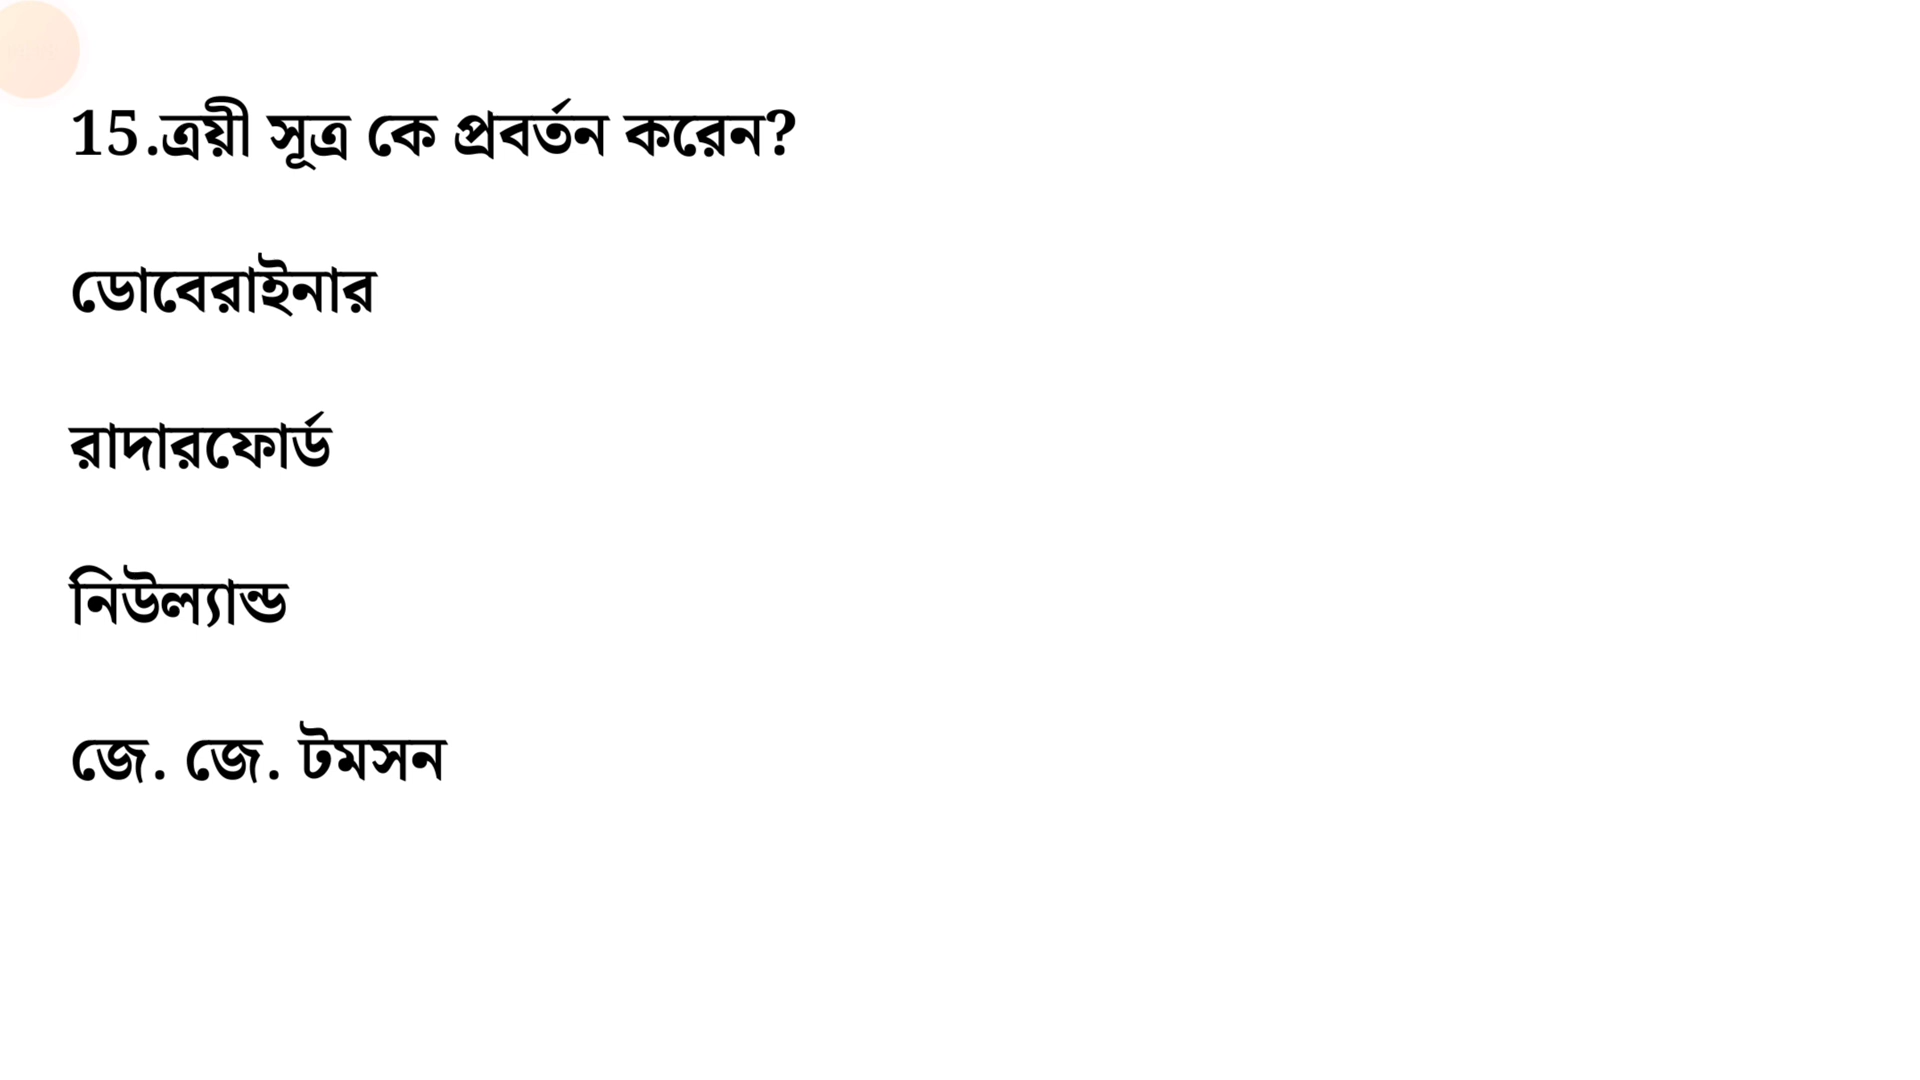 15.ত্রয়ী সূত্র কে প্রবর্তন করেন?
ডোবেরাইনার
রাদারফোর্ড
নিউল্যান্ড
জে. জে. টমসন